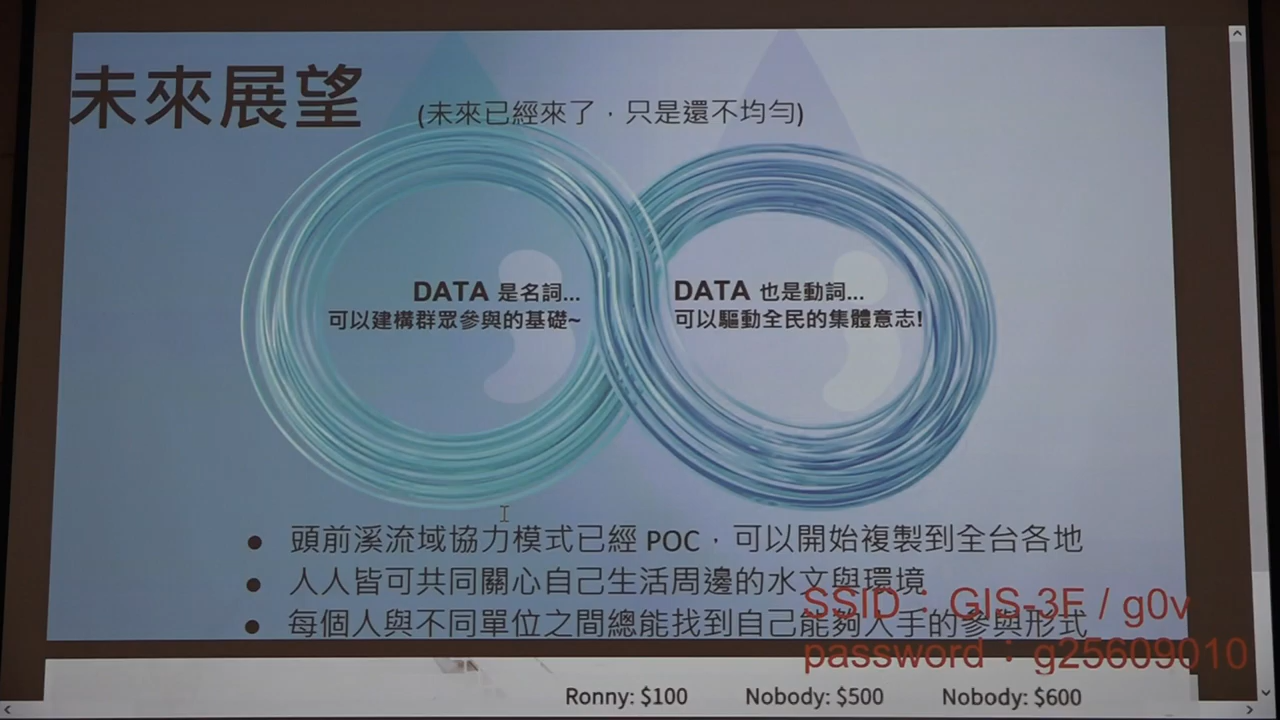 未來展望
(未來已經來了，只是還不均勻)
DATA 是名詞...
可以建構群眾參與的基礎~
DATA 也是動詞...
可以驅動全民的集體意志!
● 頭前溪流域協力模式已經 POC，可以開始複製到全台各地
● 人人皆可共同關心自己生活周邊的水文與環境
● 每個人與不同單位之間總能找到自己能夠入手的參與形式
SSID：GIS-3F / g0v
password：g25609010
Ronny: $100 Nobody: $500 Nobody: $600